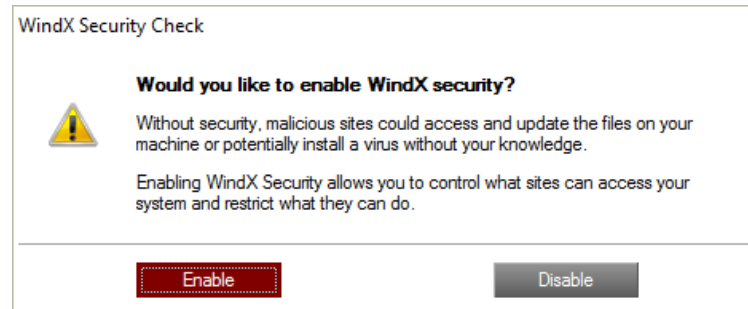 WindX Security Check
Would you like to enable WindX security?
Without security, malicious sites could access and update the files on your
machine or potentially install a virus without your knowledge.
Enabling WindX Security allows you to control what sites can access your
system and restrict what they can do.
Enable
Disable